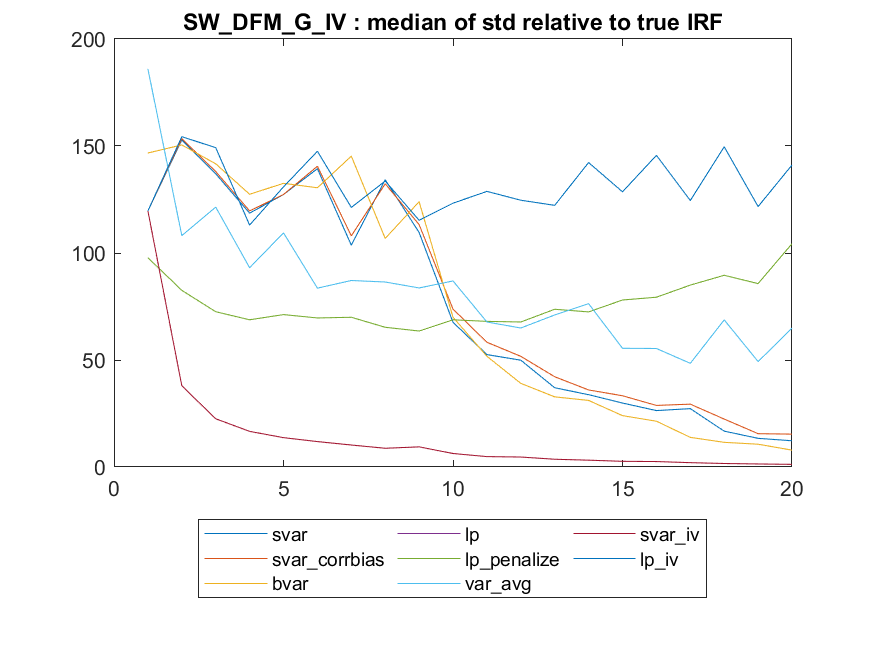 SW_DFM_G_IV : median of std relative to true IRF
200
150
100
50
0
0 5 10 15 20
svar lp svar_iv
svar_corrbias lp_penalize lp_iv
bvar var_avg